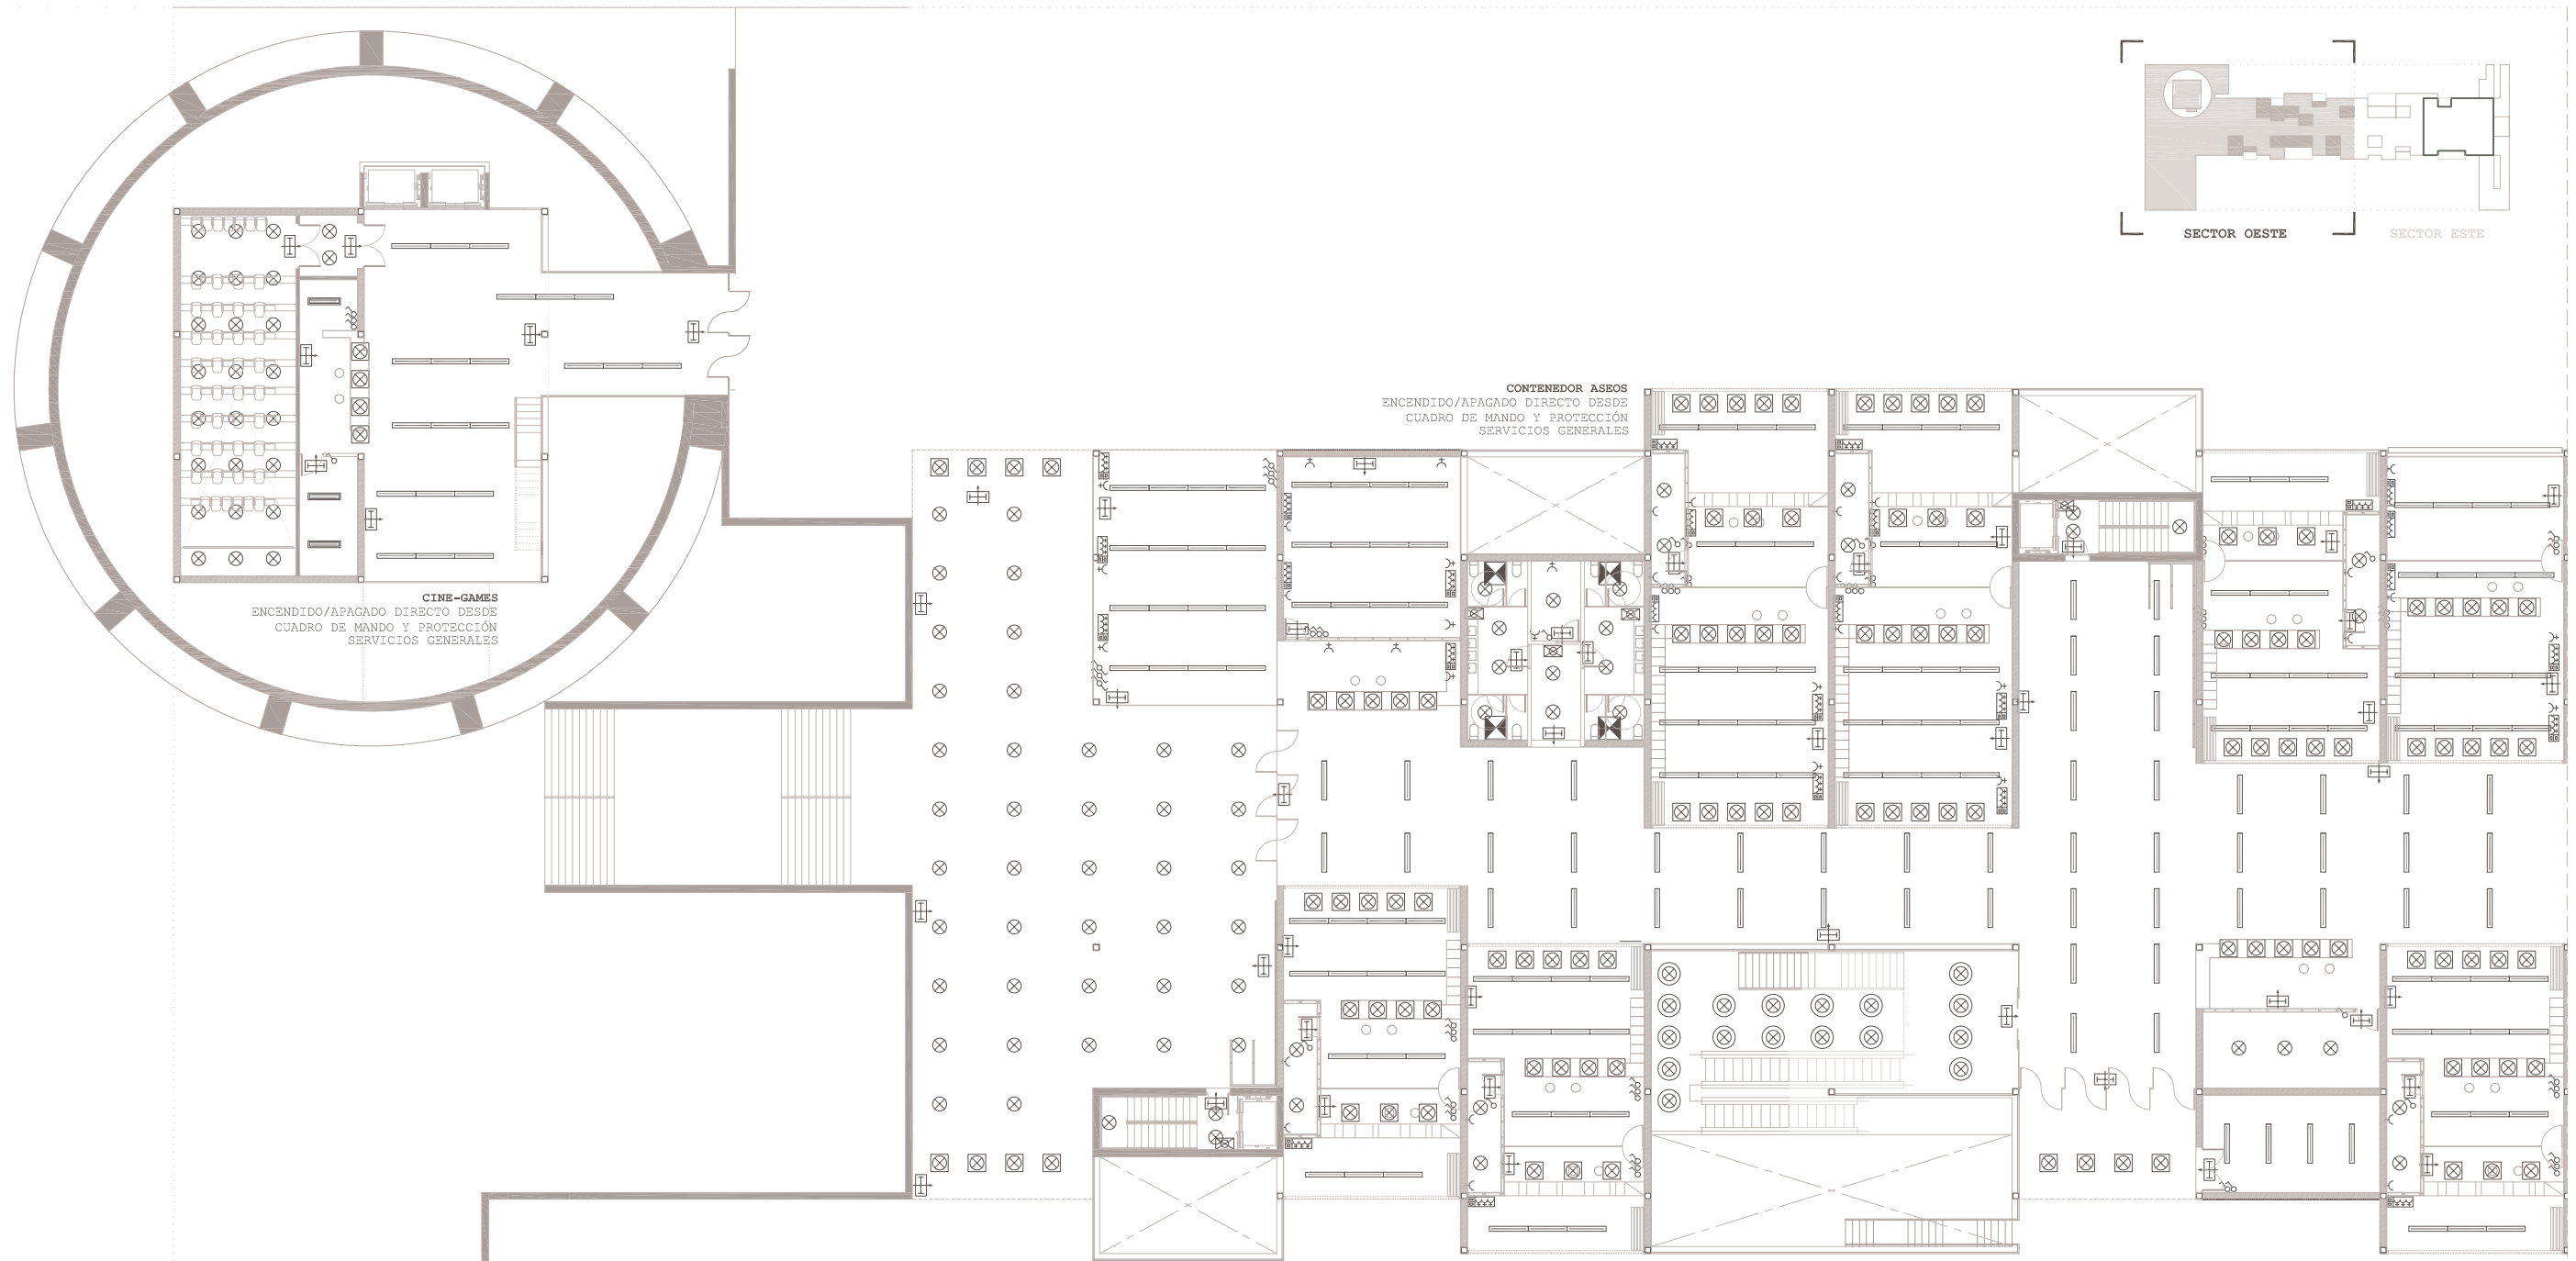 SECTOR OESTE
SECTOR ESTE
CONTENEDOR ASEOS
ENCENDIDO/APAGADO DIRECTO DESDE
CUADRO DE MANDO Y PROTECCIÓN
SERVICIOS GENERALES
CINE-GAMES
ENCENDIDO/APAGADO DIRECTO DESDE
CUADRO DE MANDO Y PROTECCIÓN
SERVICIOS GENERALES